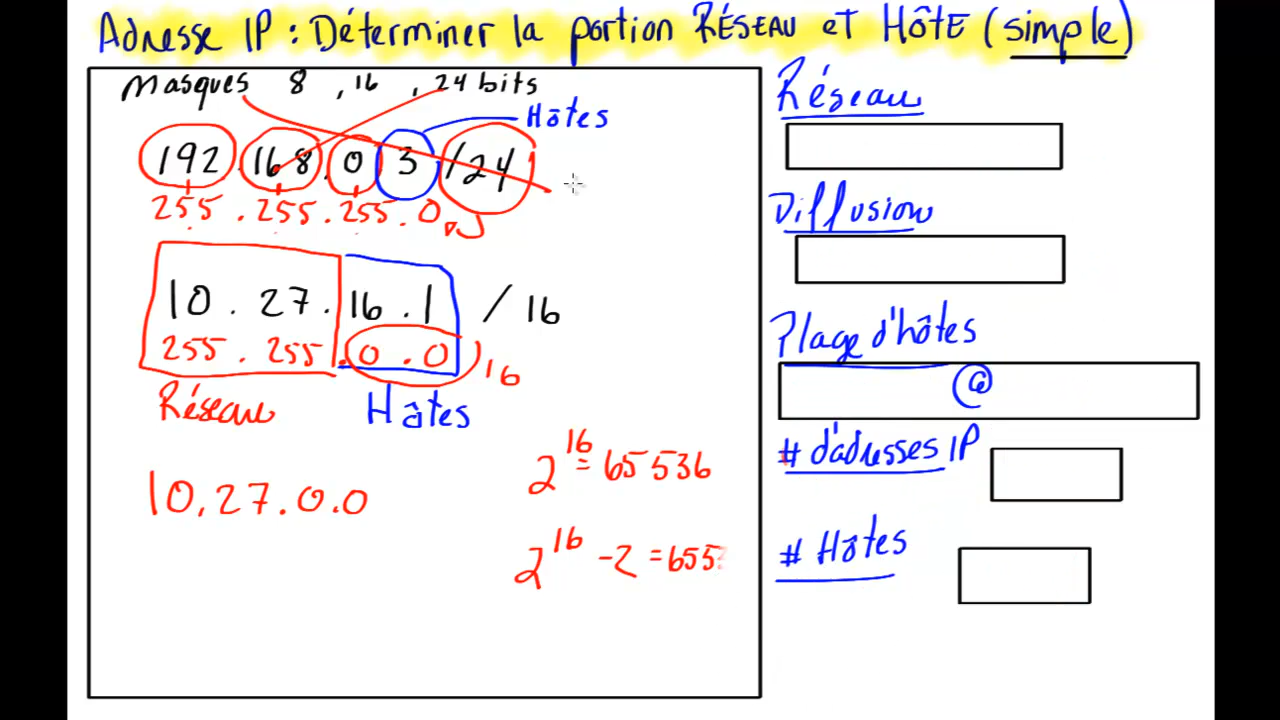 Adresse IP : Déterminer la portion RÉSEAU et HÔTE (simple)
Masques 8 , 16 , 24 bits
Hôtes
192.168.0.3 /24
255.255.255.0
10.27.16.1 / 16
255.255.0.0
16
Réseau Hôtes
2^16 = 65 536
10.27.0.0
2^16 - 2 = 655
Réseau
Diffusion
Plage d'hôtes
@
# d'adresses IP
# Hôtes